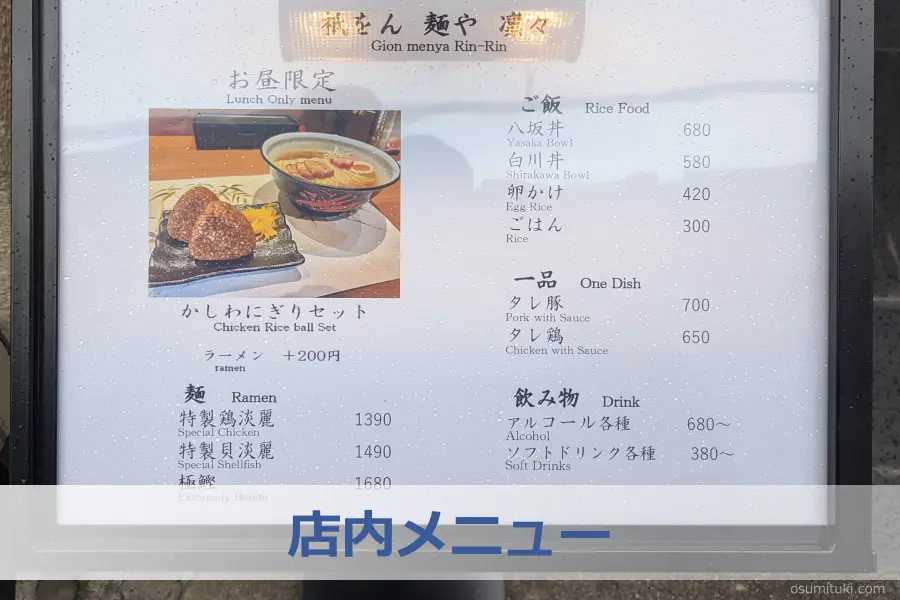 祇をん 麺や 凛々
Gion menya Rin-Rin
お昼限定
Lunch Only menu
かしわにぎりセット
Chicken Rice ball Set
ラーメン +200円
ramen
麺 Ramen
特製鶏淡麗 1390
Special Chicken
特製貝淡麗 1490
Special Shellfish
極鰹 1680
Extremely Bonito
ご飯 Rice Food
八坂丼 680
Yasaka Bowl
白川丼 580
Shirakawa Bowl
卵かけ 420
Egg Rice
ごはん 300
Rice
一品 One Dish
タレ豚 700
Pork with Sauce
タレ鶏 650
Chicken with Sauce
飲み物 Drink
アルコール各種 680～
Alcohol
ソフトドリンク各種 380～
Soft Drinks
店内メニュー
osumituki.com